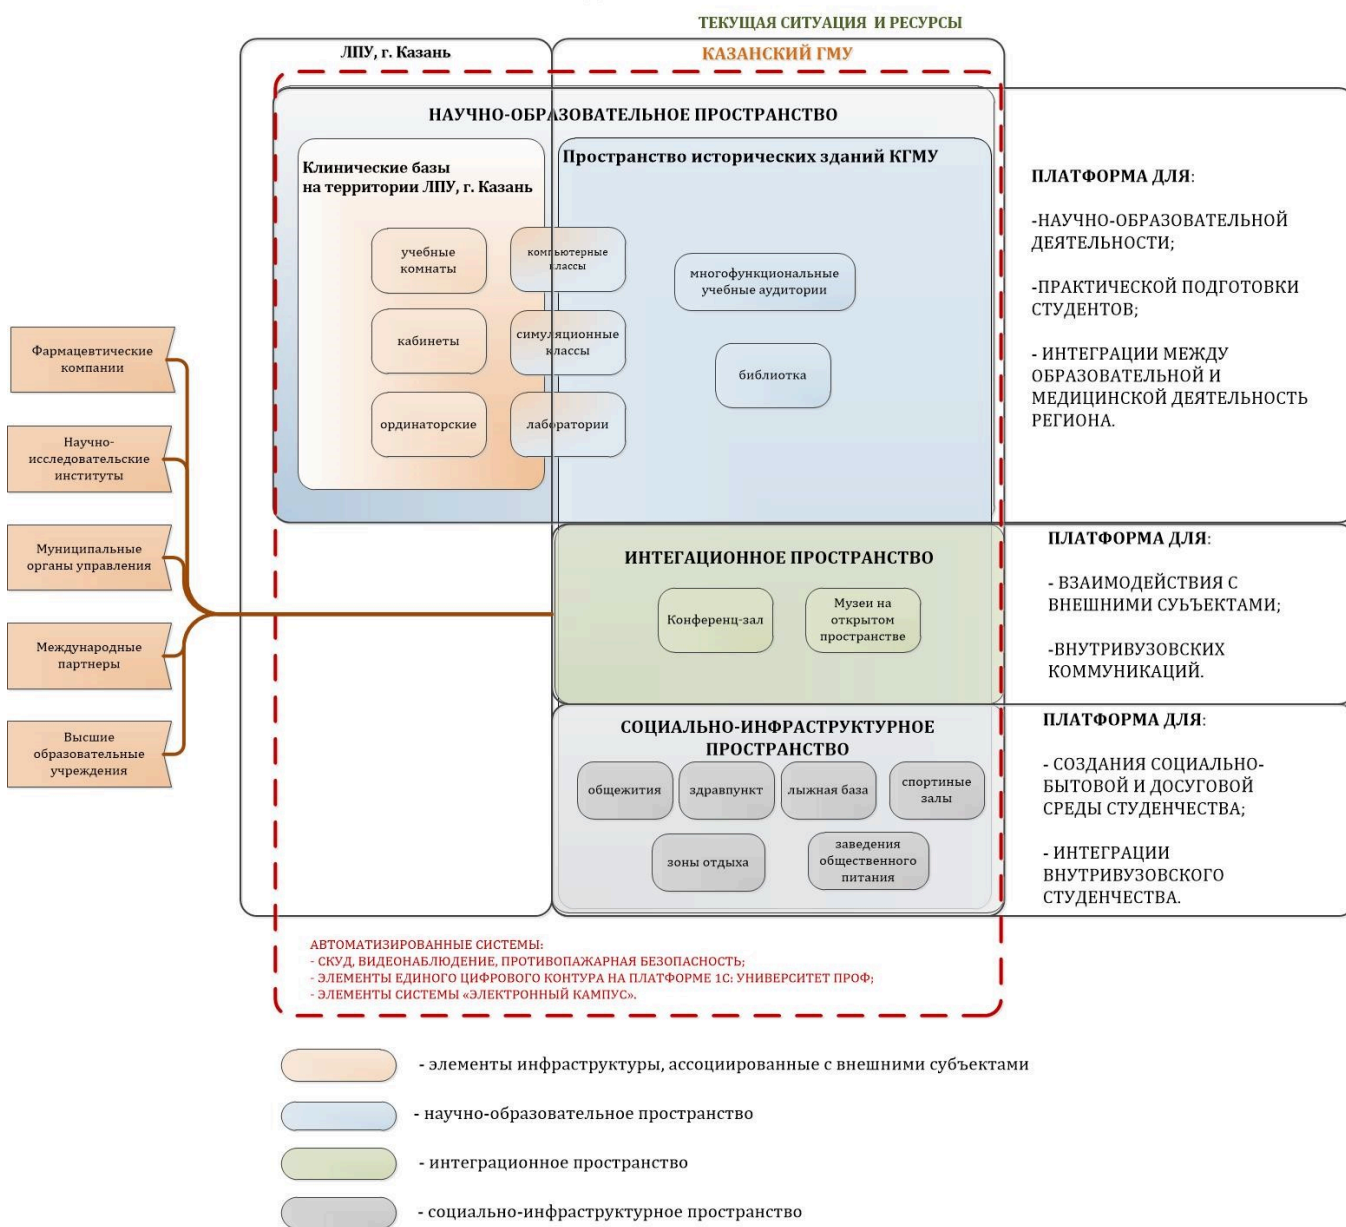 ТЕКУЩАЯ СИТУАЦИЯ И РЕСУРСЫ
ЛПУ, г. Казань
КАЗАНСКИЙ ГМУ
НАУЧНО-ОБРАЗОВАТЕЛЬНОЕ ПРОСТРАНСТВО
Клинические базы
на территории ЛПУ, г. Казань
Пространство исторических зданий КГМУ
учебные
комнаты
компьютерные
классы
многофункциональные
учебные аудитории
кабинеты
симуляционные
классы
библиотка
ординаторские
лаборатории
ПЛАТФОРМА ДЛЯ:
-НАУЧНО-ОБРАЗОВАТЕЛЬНОЙ
ДЕЯТЕЛЬНОСТИ;
-ПРАКТИЧЕСКОЙ ПОДГОТОВКИ
СТУДЕНТОВ;
- ИНТЕГРАЦИИ МЕЖДУ
ОБРАЗОВАТЕЛЬНОЙ И
МЕДИЦИНСКОЙ ДЕЯТЕЛЬНОСТЬ
РЕГИОНА.
Фармацевтические
компании
Научно-
исследовательские
институты
Муниципальные
органы управления
Международные
партнеры
Высшие
образовательные
учреждения
ИНТЕГАЦИОННОЕ ПРОСТРАНСТВО
Конференц-зал
Музеи на
открытом
пространстве
ПЛАТФОРМА ДЛЯ:
- ВЗАИМОДЕЙСТВИЯ С
ВНЕШНИМИ СУЬЪЕКТАМИ;
-ВНУТРИВУЗОВСКИХ
КОММУНИКАЦИЙ.
СОЦИАЛЬНО-ИНФРАСТРУКТУРНОЕ
ПРОСТРАНСТВО
общежития
здравпункт
лыжная база
спортиные
залы
зоны отдыха
заведения
общественного
питания
ПЛАТФОРМА ДЛЯ:
- СОЗДАНИЯ СОЦИАЛЬНО-
БЫТОВОЙ И ДОСУГОВОЙ
СРЕДЫ СТУДЕНЧЕСТВА;
- ИНТЕГРАЦИИ
ВНУТРИВУЗОВСКОГО
СТУДЕНЧЕСТВА.
АВТОМАТИЗИРОВАННЫЕ СИСТЕМЫ:
- СКУД, ВИДЕОНАБЛЮДЕНИЕ, ПРОТИВОПАЖАРНАЯ БЕЗОПАСНОСТЬ;
- ЭЛЕМЕНТЫ ЕДИНОГО ЦИФРОВОГО КОНТУРА НА ПЛАТФОРМЕ 1С: УНИВЕРСИТЕТ ПРОФ;
- ЭЛЕМЕНТЫ СИСТЕМЫ «ЭЛЕКТРОННЫЙ КАМПУС».
- элементы инфраструктуры, ассоциированные с внешними субъектами
- научно-образовательное пространство
- интеграционное пространство
- социально-инфраструктурное пространство